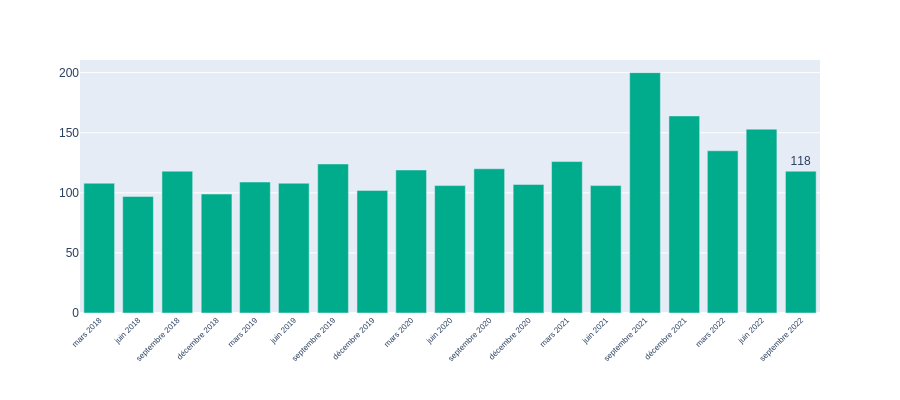 200
150
118
100
50
0
mars 2018
juin 2018
septembre 2018
décembre 2018
mars 2019
juin 2019
septembre 2019
décembre 2019
mars 2020
juin 2020
septembre 2020
décembre 2020
mars 2021
juin 2021
septembre 2021
décembre 2021
mars 2022
juin 2022
septembre 2022